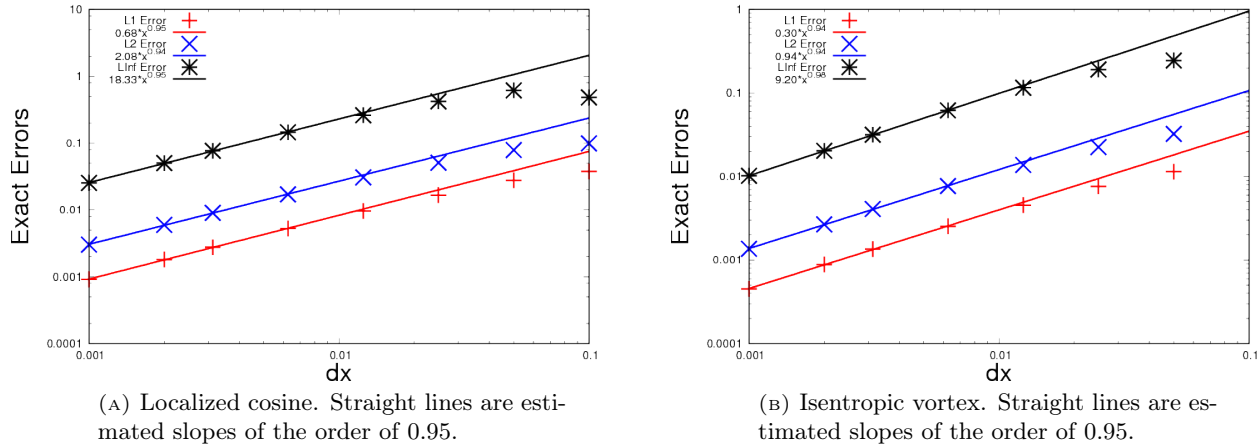 10
1
0.1
0.01
0.001
0.0001
Exact Errors
L1 Error
0.68*x^0.95
L2 Error
2.08*x^0.94
LInf Error
18.33*x^0.95
0.001
0.01
0.1
dx
(A) Localized cosine. Straight lines are esti-
mated slopes of the order of 0.95.
1
0.1
0.01
0.001
0.0001
Exact Errors
L1 Error
0.30*x^0.94
L2 Error
0.94*x^0.94
LInf Error
9.20*x^0.98
0.001
0.01
0.1
dx
(B) Isentropic vortex. Straight lines are es-
timated slopes of the order of 0.95.